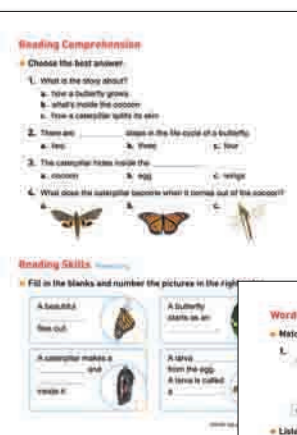 Reading Comprehension
Choose the best answer.
1. What is the story about?
a. how a butterfly grows
b. what's inside the cocoon
c. how a caterpillar splits its skin
2. There are ________ steps in the life cycle of a butterfly.
a. two b. three c. four
3. The caterpillar hides inside the ________
a. cocoon b. egg c. wings
4. What does the caterpillar become when it comes out of the cocoon?
a. b. c.
Reading Skills
Fill in the blanks and number the pictures in the right
A beautiful
flies out.
A butterfly
starts as an
A caterpillar makes a
and
inside it.
A larva
from the egg.
A larva is called
a
Word
Matc
1.
Liste